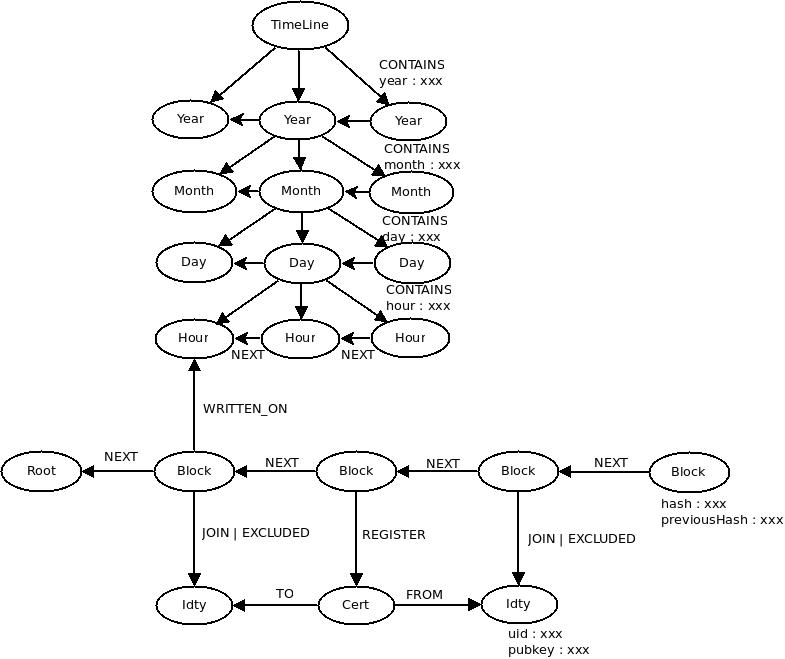 TimeLine
CONTAINS
year : xxx
Year
Year
Year
CONTAINS
month : xxx
Month
Month
Month
CONTAINS
day : xxx
Day
Day
Day
CONTAINS
hour : xxx
Hour
Hour
Hour
NEXT
NEXT
WRITTEN_ON
NEXT
NEXT
NEXT
NEXT
Root
Block
Block
Block
Block
hash : xxx
previousHash : xxx
JOIN | EXCLUDED
REGISTER
JOIN | EXCLUDED
TO
FROM
Idty
Cert
Idty
uid : xxx
pubkey : xxx